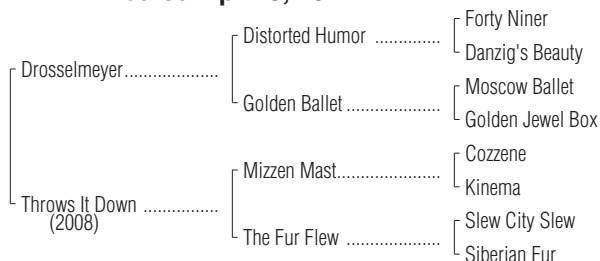 Forty Niner
Distorted Humor ..................
Danzig's Beauty
Drosselmeyer.....................
Moscow Ballet
Golden Ballet .....................
Golden Jewel Box
Cozzene
Mizzen Mast.......................
Kinema
Throws It Down .................
(2008)
Slew City Slew
The Fur Flew .....................
Siberian Fur